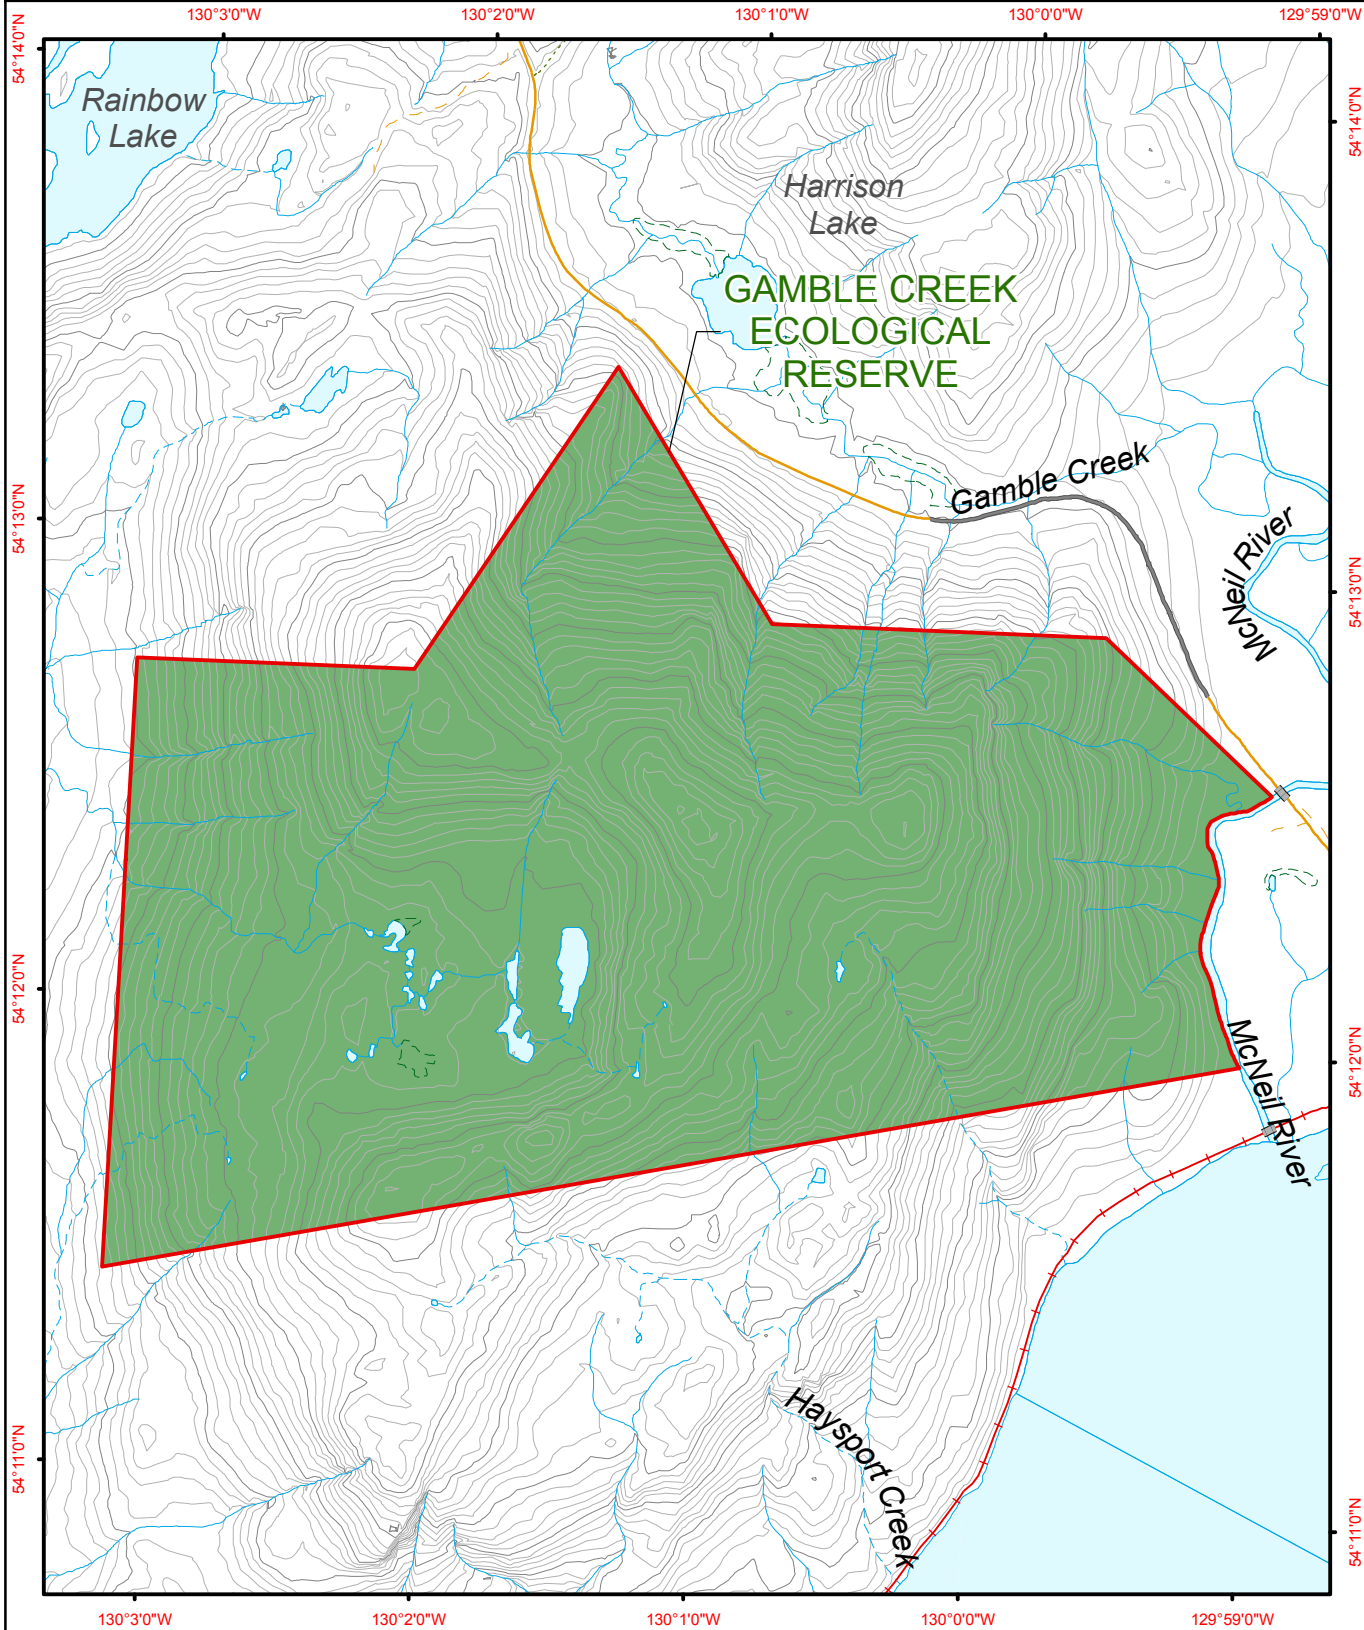 130°3'0"W
130°2'0"W
130°1'0"W
130°0'0"W
129°59'0"W
54°14'0"N
54°14'0"N
Rainbow
Lake
Harrison
Lake
GAMBLE CREEK
ECOLOGICAL
RESERVE
Gamble Creek
McNeil River
54°13'0"N
54°13'0"N
54°12'0"N
54°12'0"N
McNeil River
Haysport Creek
54°11'0"N
54°11'0"N
130°3'0"W
130°2'0"W
130°1'0"W
130°0'0"W
129°59'0"W